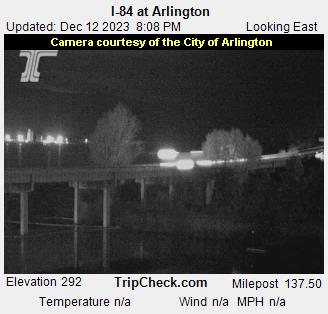 I-84 at Arlington
Updated: Dec 12 2023 8:08 PM Looking East
Camera courtesy of the City of Arlington
Elevation 292 TripCheck.com Milepost 137.50
Temperature n/a Wind n/a MPH n/a